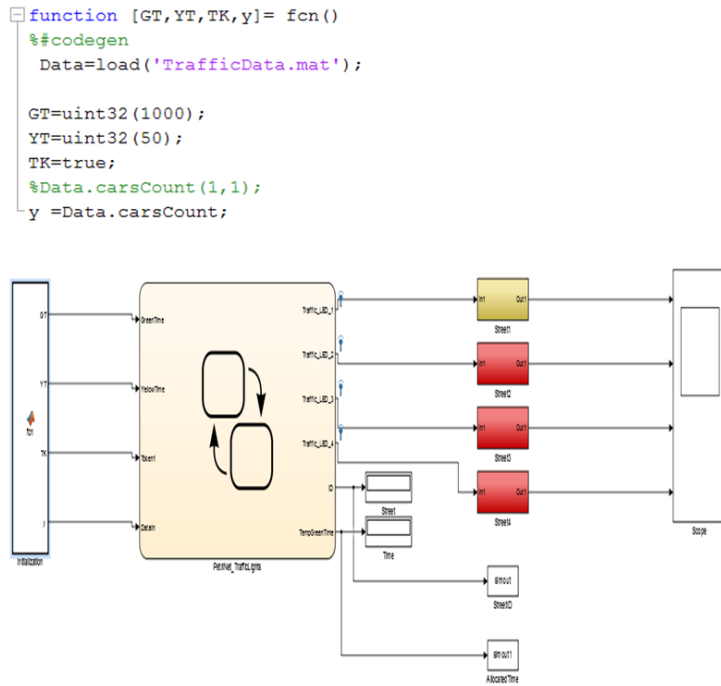 function [GT,YT,TK,y]= fcn()
%#codegen
Data=load('TrafficData.mat');
GT=uint32(1000);
YT=uint32(50);
TK=true;
%Data.carsCount(1,1);
y =Data.carsCount;
GT
YT
fcn
TK
y
Initialization
GreenTime
YellowTime
Token1
DataIn
Traffic_LED_1
Traffic_LED_2
Traffic_LED_3
Traffic_LED_4
ID
TempGreenTime
PetriNet_TrafficLights
In1 Out1
Street1
In1 Out1
Street2
In1 Out1
Street3
In1 Out1
Street4
Street
Time
Scope
simout
StreetID
simout1
AllocatedTime